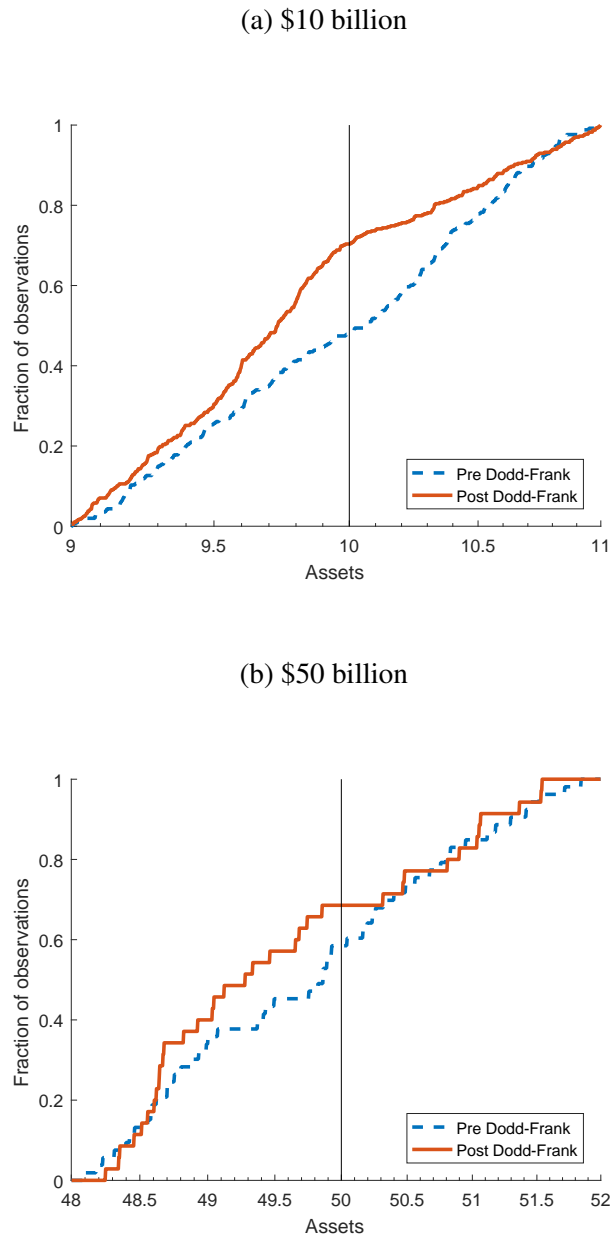 (a) $10 billion
1
0.8
0.6
0.4
0.2
0
Fraction of observations
9
9.5
10
10.5
11
Assets
Pre Dodd-Frank
Post Dodd-Frank
(b) $50 billion
1
0.8
0.6
0.4
0.2
0
Fraction of observations
48
48.5
49
49.5
50
50.5
51
51.5
52
Assets
Pre Dodd-Frank
Post Dodd-Frank